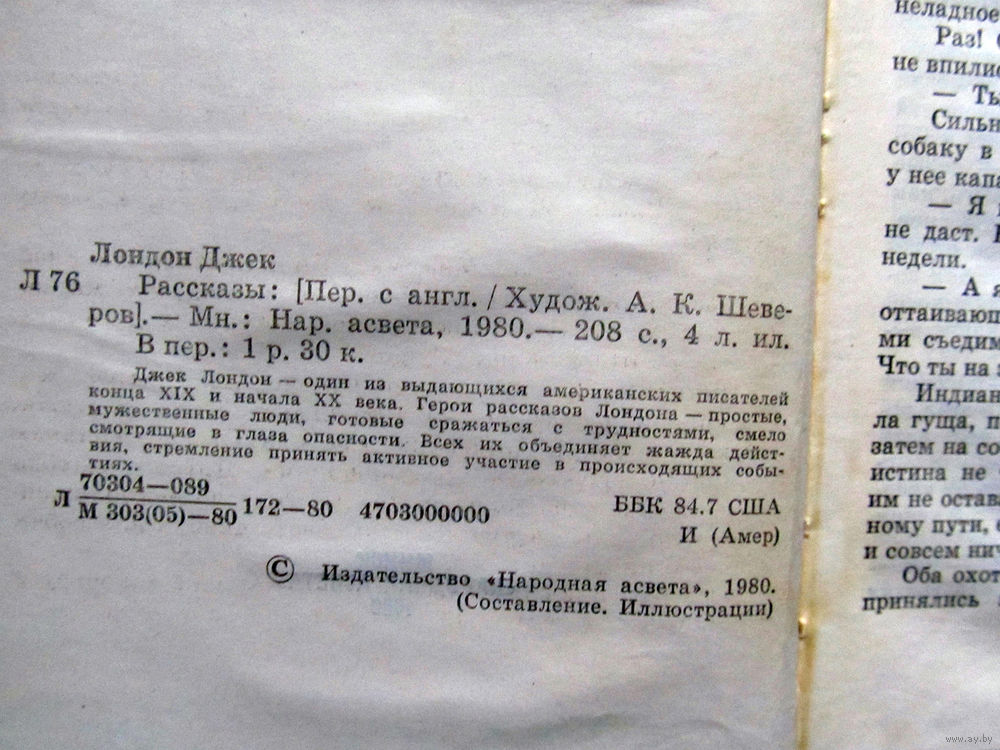 Лондон Джек
Л 76 Рассказы: [Пер. с англ. / Худож. А. К. Шеве-
ров].— Мн.: Нар. асвета, 1980.— 208 с., 4 л. ил.
В пер.: 1 р. 30 к.
Джек Лондон — один из выдающихся американских писателей
конца XIX и начала XX века. Герои рассказов Лондона — простые,
мужественные люди, готовые сражаться с трудностями, смело
смотрящие в глаза опасности. Всех их объединяет жажда дейст-
вия, стремление принять активное участие в происходящих собы-
тиях.
70304—089
Л М 303(05)—80 172—80 4703000000 ББК 84.7 США
И (Амер)
© Издательство «Народная асвета», 1980.
(Составление. Иллюстрации)
неладное
Раз!
не впилис
— Ты
Сильн
собаку в
у нее капа
— Я
не даст.
недели.
— А я
оттаивающ
ми съедим
Что ты на з
Индиан
ла гуща, п
затем на со
истина не
им не остав
ному пути,
и совсем нич
Оба охот
принялись
www.ay.by